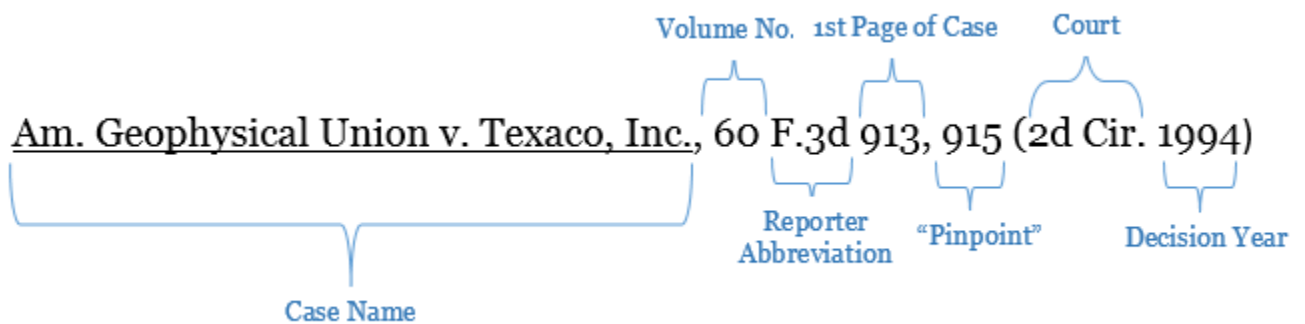 Volume No. 1st Page of Case Court
Am. Geophysical Union v. Texaco, Inc., 60 F.3d 913, 915 (2d Cir. 1994)
Reporter
Abbreviation
“Pinpoint”
Decision Year
Case Name